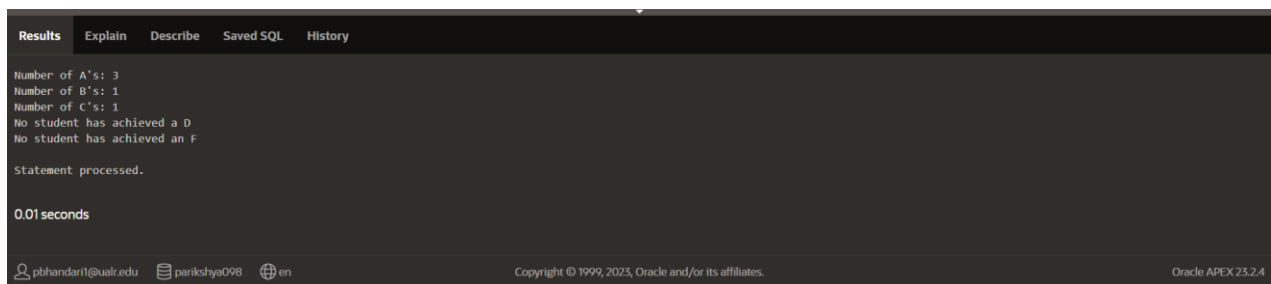 Results Explain Describe Saved SQL History
Number of A's: 3
Number of B's: 1
Number of C's: 1
No student has achieved a D
No student has achieved an F
Statement processed.
0.01 seconds
pbhandari1@ualr.edu parikshya098 en Copyright © 1999, 2023, Oracle and/or its affiliates. Oracle APEX 23.2.4